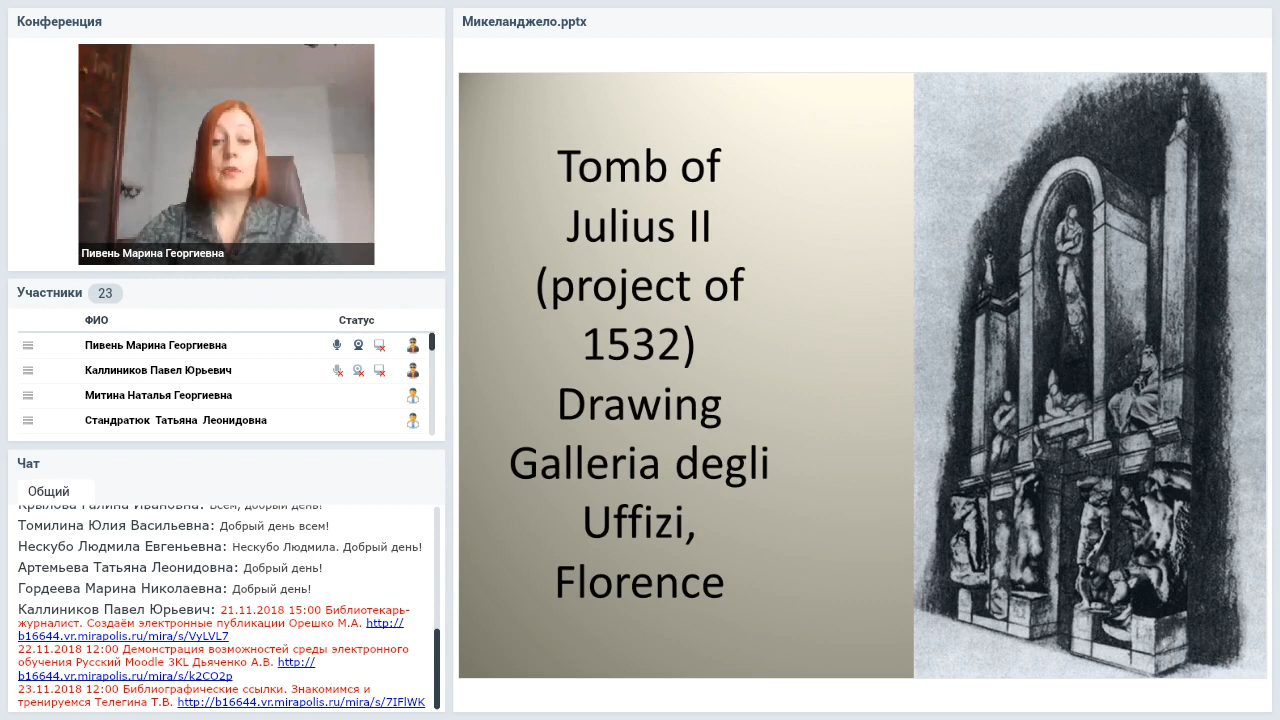 Конференция
Пивень Марина Георгиевна
Участники 23
ФИО Статус
Пивень Марина Георгиевна
Каллиников Павел Юрьевич
Митина Наталья Георгиевна
Стандратюк Татьяна Леонидовна
Чат
Общий
Крылова Галина Ивановна: Всем, добрый день!
Томилина Юлия Васильевна: Добрый день всем!
Нескубо Людмила Евгеньевна: Нескубо Людмила. Добрый день!
Артемьева Татьяна Леонидовна: Добрый день!
Гордеева Марина Николаевна: Добрый день!
Каллиников Павел Юрьевич: 21.11.2018 15:00 Библиотекарь-
журналист. Создаём электронные публикации Орешко М.А. http://
b16644.vr.mirapolis.ru/mira/s/VyLVL7
22.11.2018 12:00 Демонстрация возможностей среды электронного
обучения Русский Moodle 3KL Дьяченко А.В. http://
b16644.vr.mirapolis.ru/mira/s/k2CO2p
23.11.2018 12:00 Библиографические ссылки. Знакомимся и
тренируемся Телегина Т.В. http://b16644.vr.mirapolis.ru/mira/s/7IFlWK
Микеланджело.pptx
Tomb of
Julius II
(project of
1532)
Drawing
Galleria degli
Uffizi,
Florence